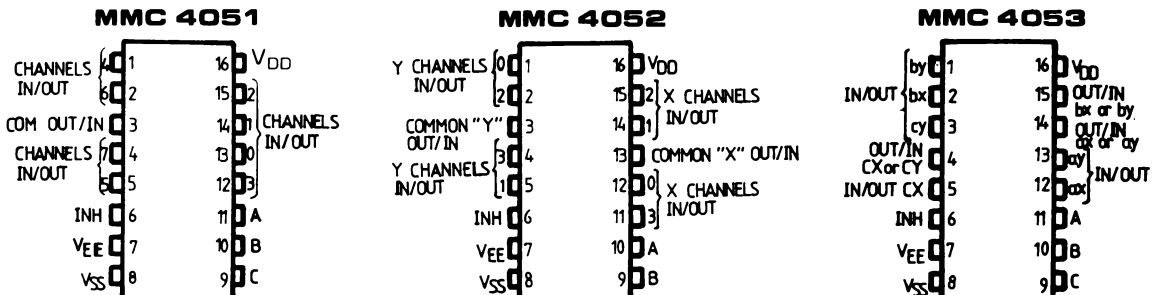 MMC 4051
MMC 4052
MMC 4053
CHANNELS IN/OUT
4
6
COM OUT/IN
CHANNELS IN/OUT
7
5
INH
VEE
VSS
1
2
3
4
5
6
7
8
16
15
14
13
12
11
10
9
VDD
2
1
0
3
CHANNELS IN/OUT
A
B
C
Y CHANNELS IN/OUT
0
2
COMMON "Y" OUT/IN
Y CHANNELS IN/OUT
3
1
INH
VEE
VSS
1
2
3
4
5
6
7
8
16
15
14
13
12
11
10
9
VDD
2
1
X CHANNELS IN/OUT
COMMON "X" OUT/IN
0
3
X CHANNELS IN/OUT
A
B
IN/OUT
by
bx
cy
OUT/IN CX or CY
IN/OUT CX
INH
VEE
VSS
1
2
3
4
5
6
7
8
16
15
14
13
12
11
10
9
VDD
OUT/IN bx or by
OUT/IN ax or ay
ay
ax
IN/OUT
A
B
C